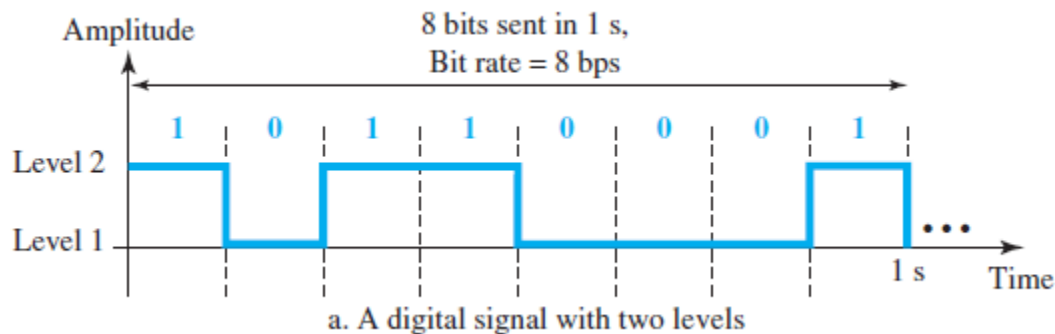 8 bits sent in 1 s,
Amplitude
Bit rate = 8 bps
1 0 1 1 0 0 0 1
Level 2
Level 1
...
1 s
Time
a. A digital signal with two levels